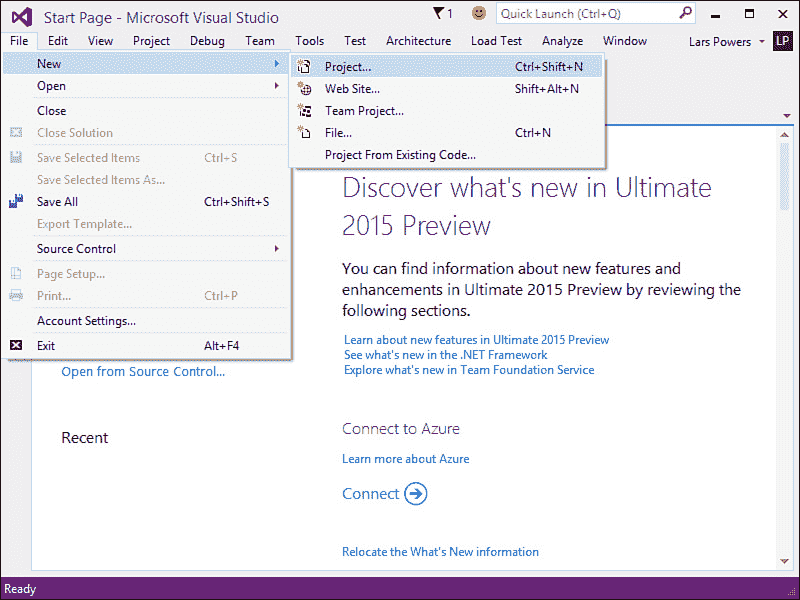 Start Page - Microsoft Visual Studio
1
Quick Launch (Ctrl+Q)
File Edit View Project Debug Team Tools Test Architecture Load Test Analyze Window Lars Powers LP
New
Project... Ctrl+Shift+N
Open
Web Site... Shift+Alt+N
Close
Team Project...
Close Solution
File... Ctrl+N
Save Selected Items Ctrl+S
Project From Existing Code...
Save Selected Items As...
Save All Ctrl+Shift+S
Export Template...
Source Control
Page Setup...
Print... Ctrl+P
Account Settings...
Exit Alt+F4
Open from Source Control...
Recent
Discover what's new in Ultimate
2015 Preview
You can find information about new features and
enhancements in Ultimate 2015 Preview by reviewing the
following sections.
Learn about new features in Ultimate 2015 Preview
See what's new in the .NET Framework
Explore what's new in Team Foundation Service
Connect to Azure
Learn more about Azure
Connect
Relocate the What's New information
Ready